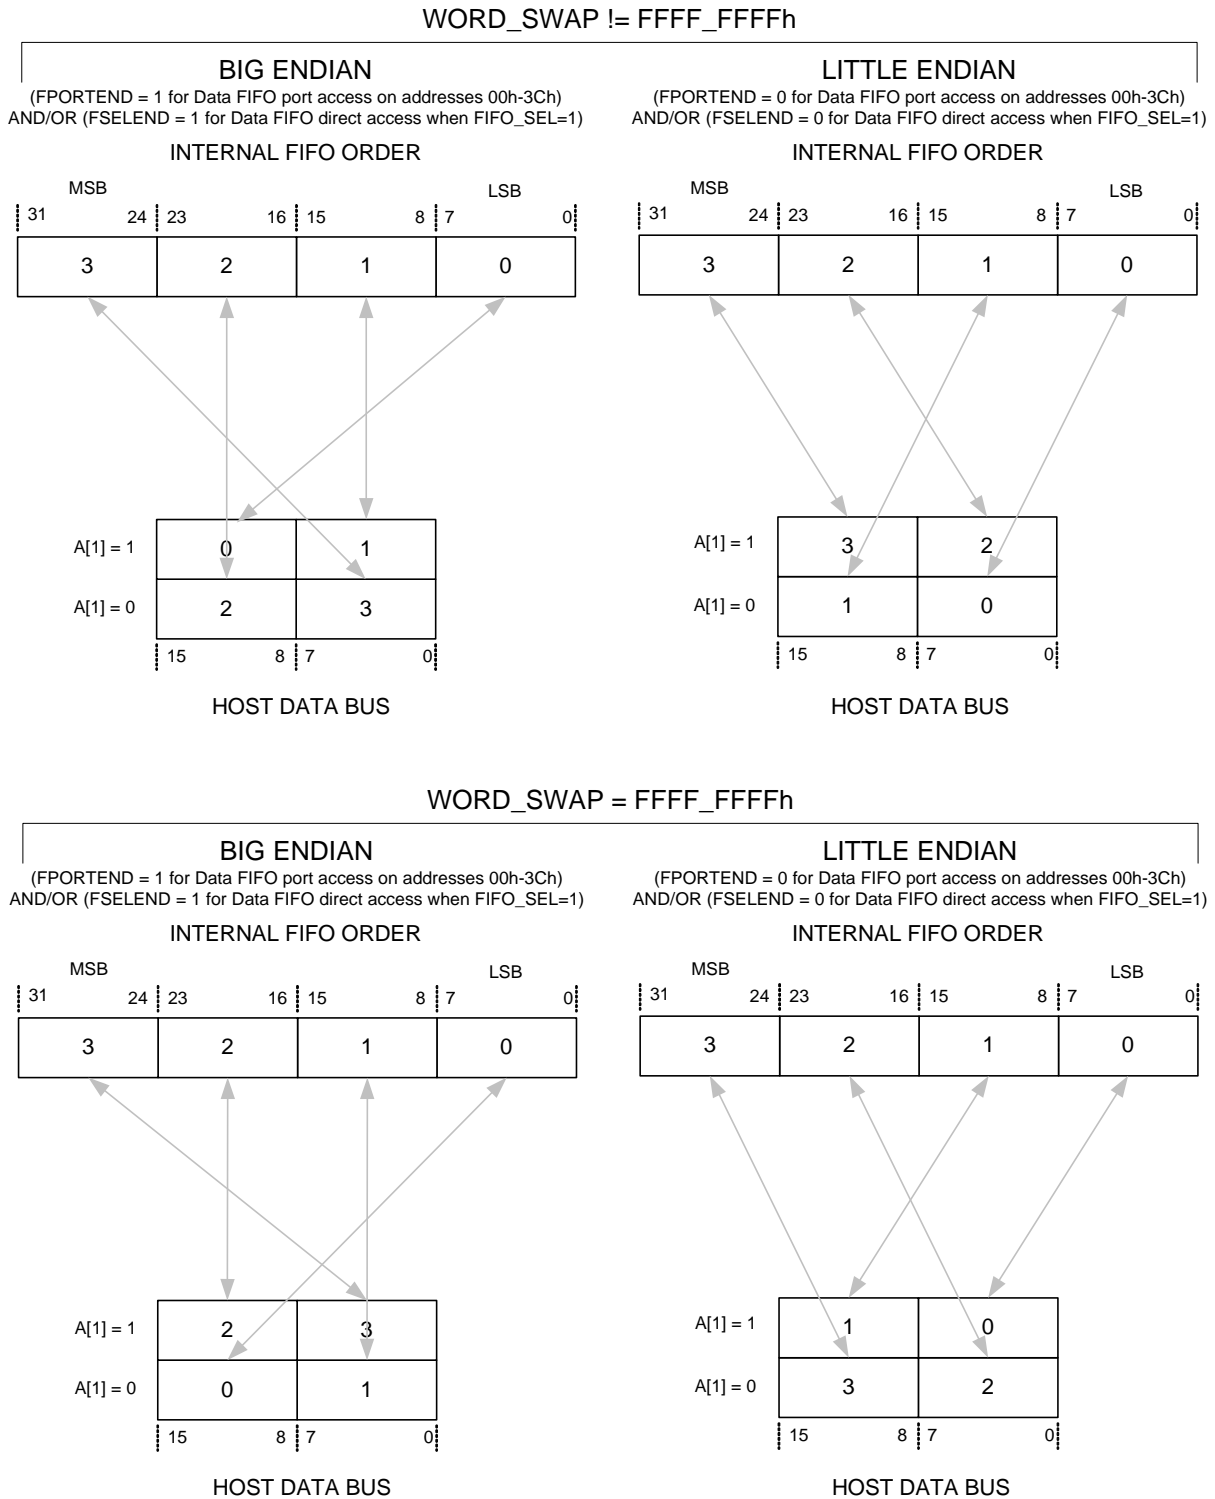 WORD_SWAP != FFFF_FFFFh
BIG ENDIAN
(FPORTEND = 1 for Data FIFO port access on addresses 00h-3Ch)
AND/OR (FSELEND = 1 for Data FIFO direct access when FIFO_SEL=1)
INTERNAL FIFO ORDER
MSB LSB
31 24 23 16 15 8 7 0
3 2 1 0
A[1] = 1 0 1
A[1] = 0 2 3
15 8 7 0
HOST DATA BUS
LITTLE ENDIAN
(FPORTEND = 0 for Data FIFO port access on addresses 00h-3Ch)
AND/OR (FSELEND = 0 for Data FIFO direct access when FIFO_SEL=1)
INTERNAL FIFO ORDER
MSB LSB
31 24 23 16 15 8 7 0
3 2 1 0
A[1] = 1 3 2
A[1] = 0 1 0
15 8 7 0
HOST DATA BUS
WORD_SWAP = FFFF_FFFFh
BIG ENDIAN
(FPORTEND = 1 for Data FIFO port access on addresses 00h-3Ch)
AND/OR (FSELEND = 1 for Data FIFO direct access when FIFO_SEL=1)
INTERNAL FIFO ORDER
MSB LSB
31 24 23 16 15 8 7 0
3 2 1 0
A[1] = 1 2 3
A[1] = 0 0 1
15 8 7 0
HOST DATA BUS
LITTLE ENDIAN
(FPORTEND = 0 for Data FIFO port access on addresses 00h-3Ch)
AND/OR (FSELEND = 0 for Data FIFO direct access when FIFO_SEL=1)
INTERNAL FIFO ORDER
MSB LSB
31 24 23 16 15 8 7 0
3 2 1 0
A[1] = 1 1 0
A[1] = 0 3 2
15 8 7 0
HOST DATA BUS